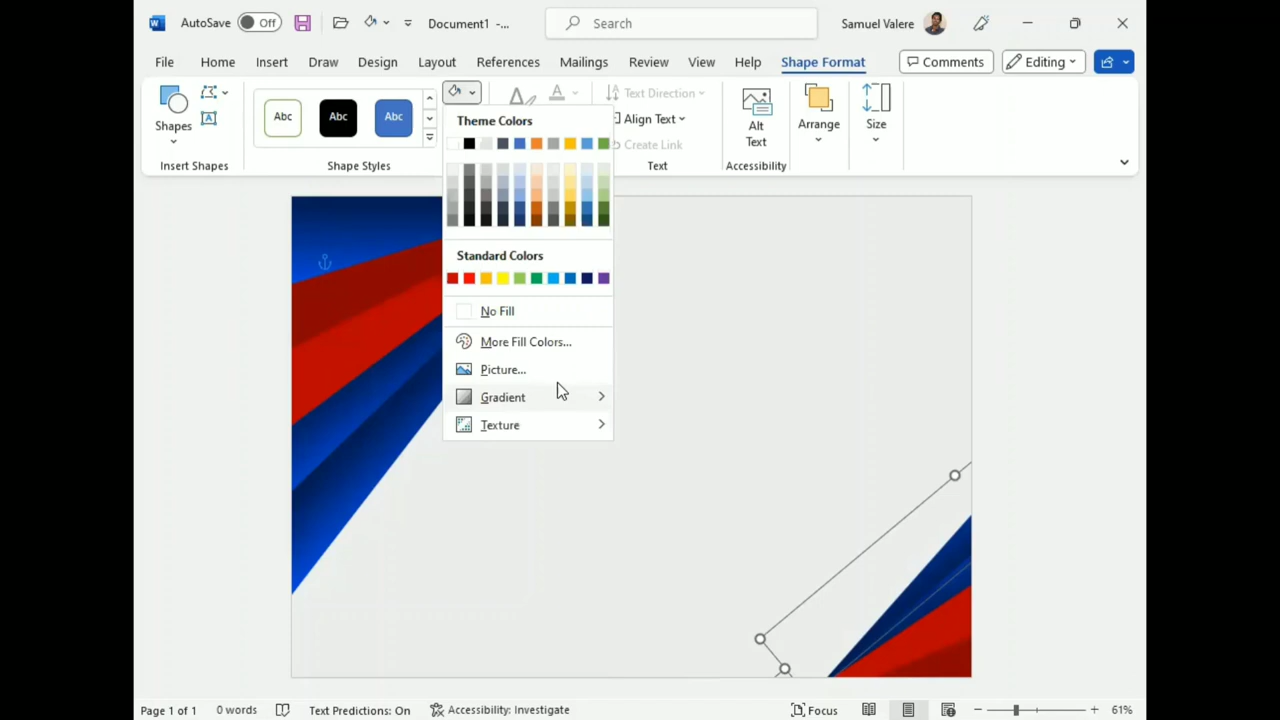 AutoSave Off Document1 -... Search Samuel Valere
File Home Insert Draw Design Layout References Mailings Review View Help Shape Format Comments Editing
Shapes
Abc Abc Abc
Text Direction
Align Text
Create Link
Alt
Text
Arrange
Size
Insert Shapes Shape Styles Text Accessibility
Theme Colors
Standard Colors
No Fill
More Fill Colors...
Picture...
Gradient
Texture
Page 1 of 1 0 words Text Predictions: On Accessibility: Investigate Focus 61%